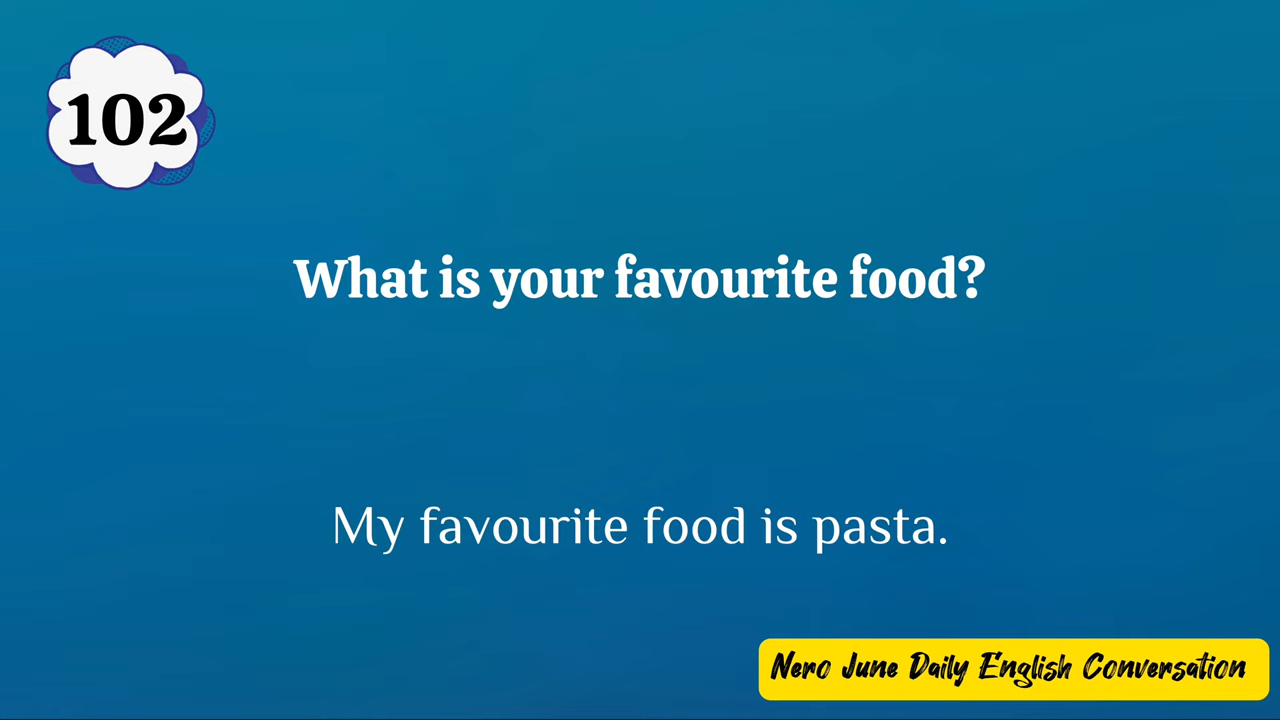 102
What is your favourite food?
My favourite food is pasta.
Nero June Daily English Conversation